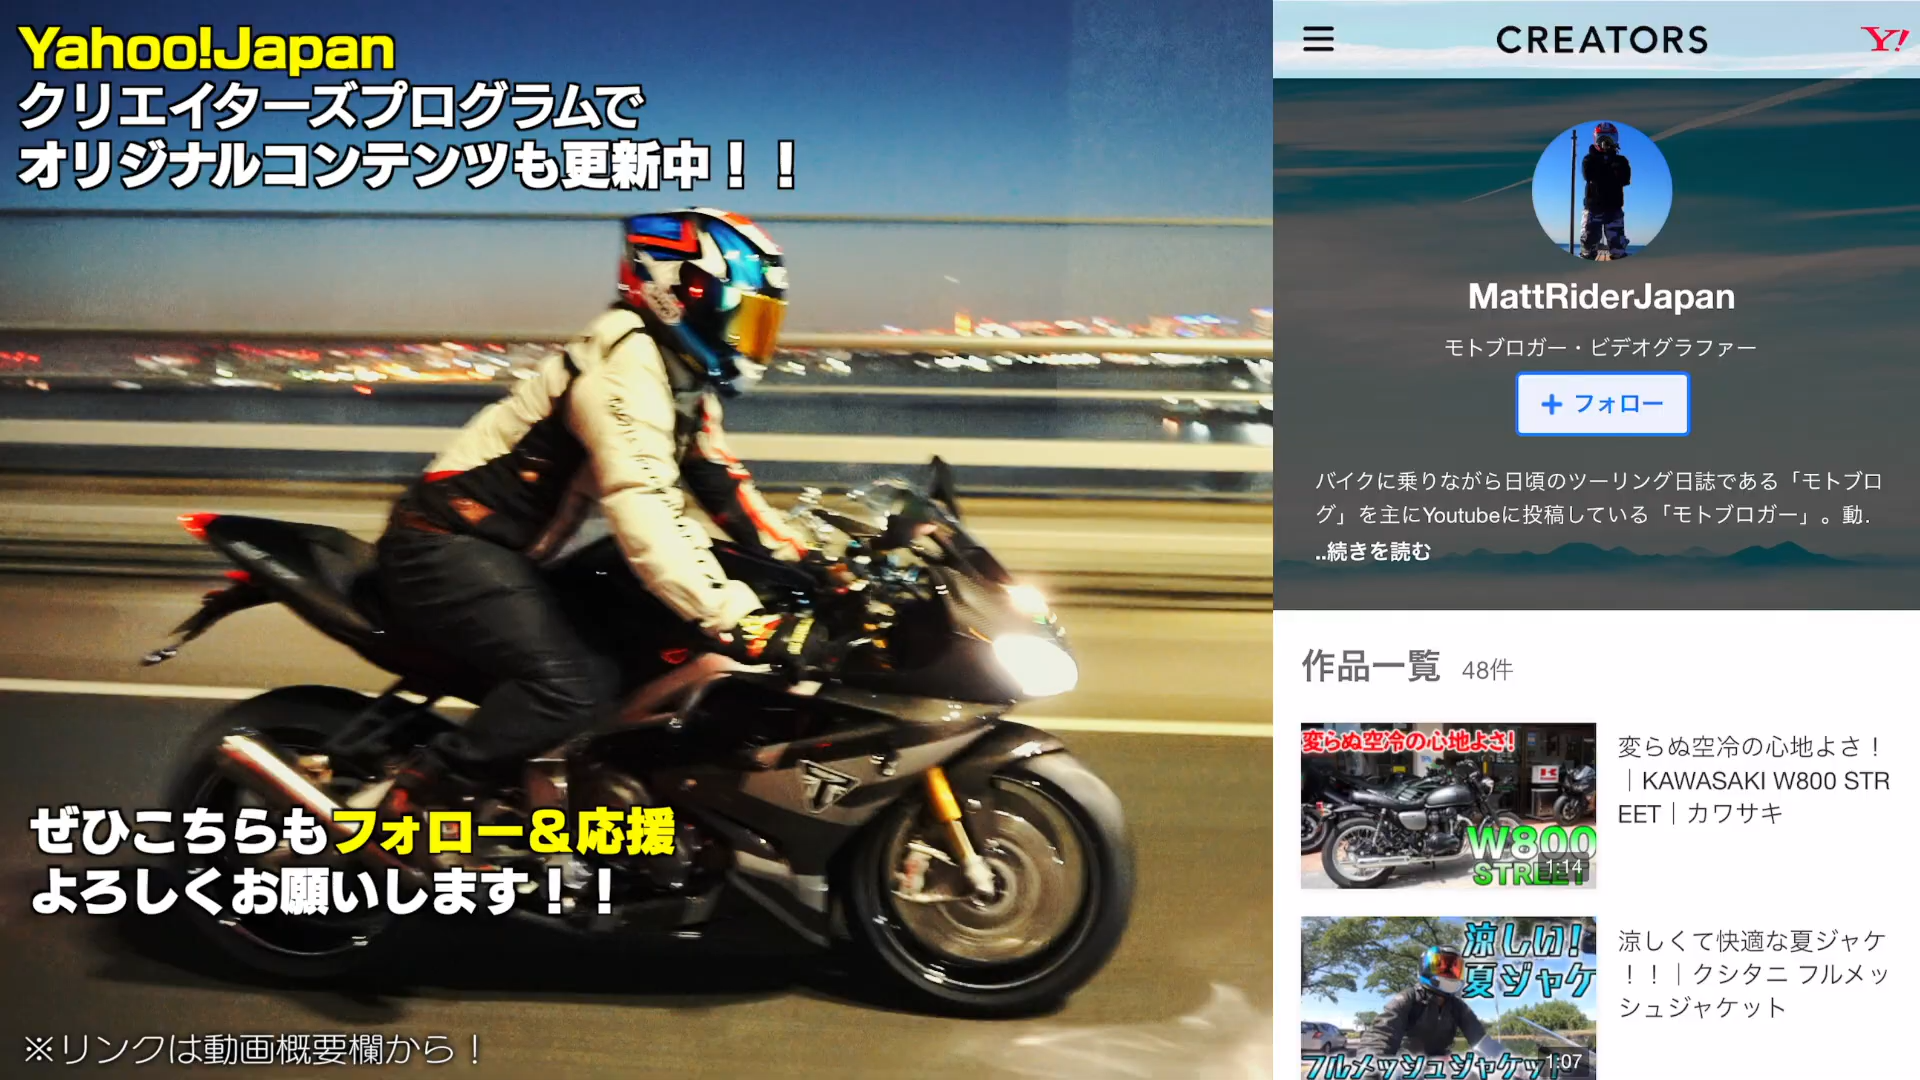 Yahoo!Japan
クリエイターズプログラムで
オリジナルコンテンツも更新中！！
ぜひこちらもフォロー＆応援
よろしくお願いします！！
※リンクは動画概要欄から！
CREATORS
Y!
MattRiderJapan
モトブロガー・ビデオグラファー
+ フォロー
バイクに乗りながら日頃のツーリング日誌である「モトブロ
グ」を主にYoutubeに投稿している「モトブロガー」。動.
..続きを読む
作品一覧 48件
変らぬ空冷の心地よさ!
W800
STREET
1:14
変らぬ空冷の心地よさ！
｜KAWASAKI W800 STR
EET｜カワサキ
涼しい!
夏ジャケ
フルメッシュジャケット
1:07
涼しくて快適な夏ジャケ
！！｜クシタニ フルメッ
シュジャケット